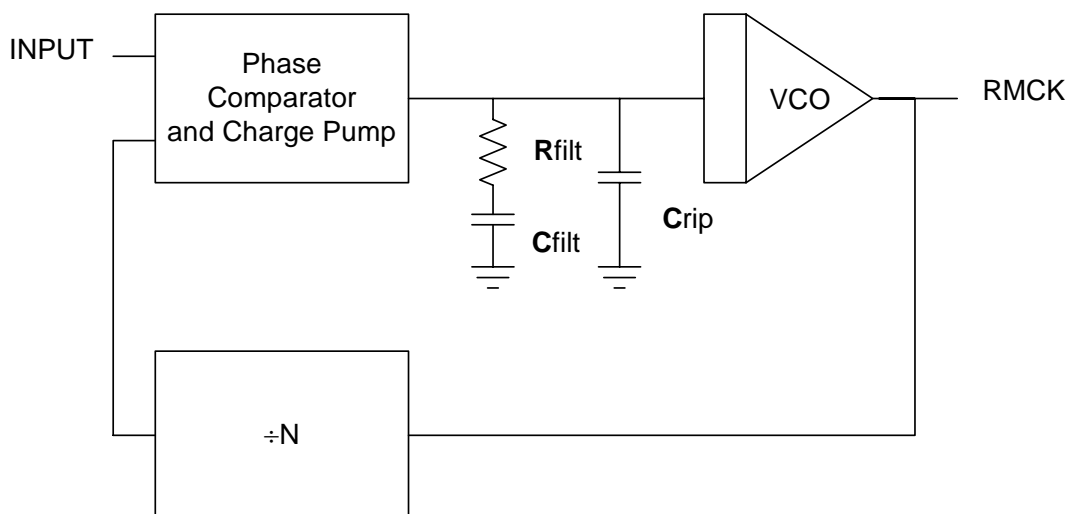 INPUT
Phase
Comparator
and Charge Pump
VCO
RMCK
Rfilt
Cfilt
Crip
÷N